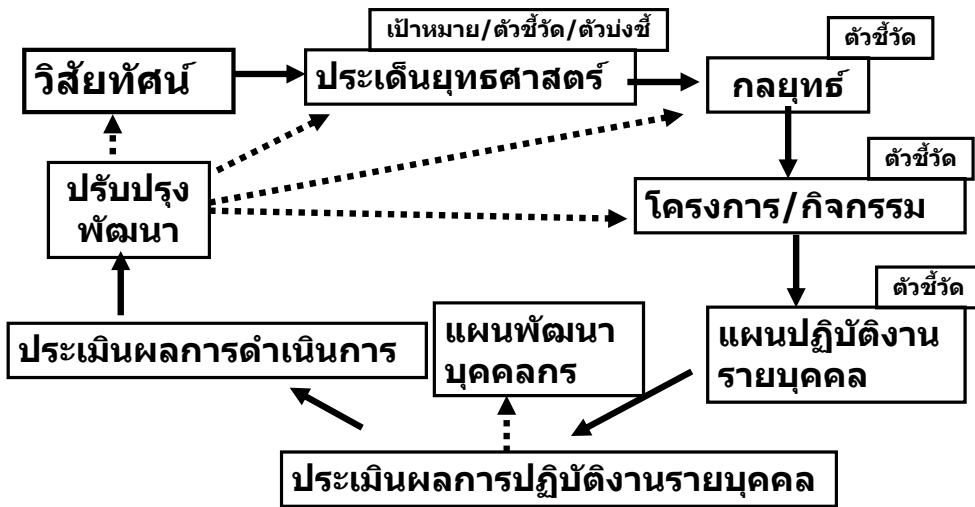 เป้าหมาย/ตัวชี้วัด/ตัวบ่งชี้
ตัวชี้วัด
วิสัยทัศน์
ประเด็นยุทธศาสตร์
กลยุทธ์
ตัวชี้วัด
ปรับปรุง
พัฒนา
โครงการ/กิจกรรม
ตัวชี้วัด
ประเมินผลการดำเนินการ
แผนพัฒนา
บุคคลกร
แผนปฏิบัติงาน
รายบุคคล
ประเมินผลการปฏิบัติงานรายบุคคล